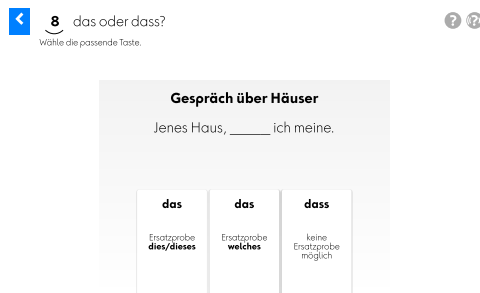 8 das oder dass?
Wähle die passende Taste.
? ?
Gespräch über Häuser
Jenes Haus, ______ ich meine.
das das dass
Ersatzprobe
dies/dieses
Ersatzprobe
welches
keine
Ersatzprobe
möglich